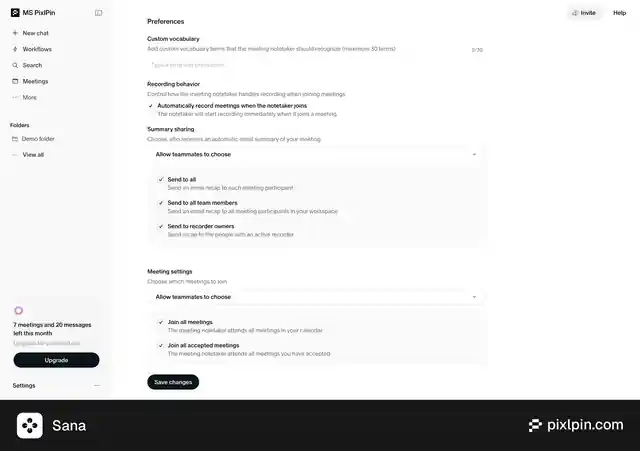 MS PixlPin
New chat
Workflows
Search
Meetings
More
Folders
Demo folder
View all
7 meetings and 20 messages
left this month
Upgrade for unlimited use
Upgrade
Settings
Invite
Help
Preferences
Custom vocabulary
Add custom vocabulary terms that the meeting notetaker should recognize (maximum 30 terms)
0/30
Recording behavior
Control how the meeting notetaker handles recording when joining meetings
Automatically record meetings when the notetaker joins
The notetaker will start recording immediately when it joins a meeting.
Summary sharing
Choose who receives an automatic email summary of your meeting.
Allow teammates to choose
Send to all
Send an email recap to each meeting participant
Send to all team members
Send an email recap to all meeting participants in your workspace
Send to recorder owners
Send recap to the people with an active recorder
Meeting settings
Choose which meetings to join
Allow teammates to choose
Join all meetings
The meeting notetaker attends all meetings in your calendar
Join all accepted meetings
The meeting notetaker attends all meetings you have accepted
Save changes
Sana
pixlpin.com